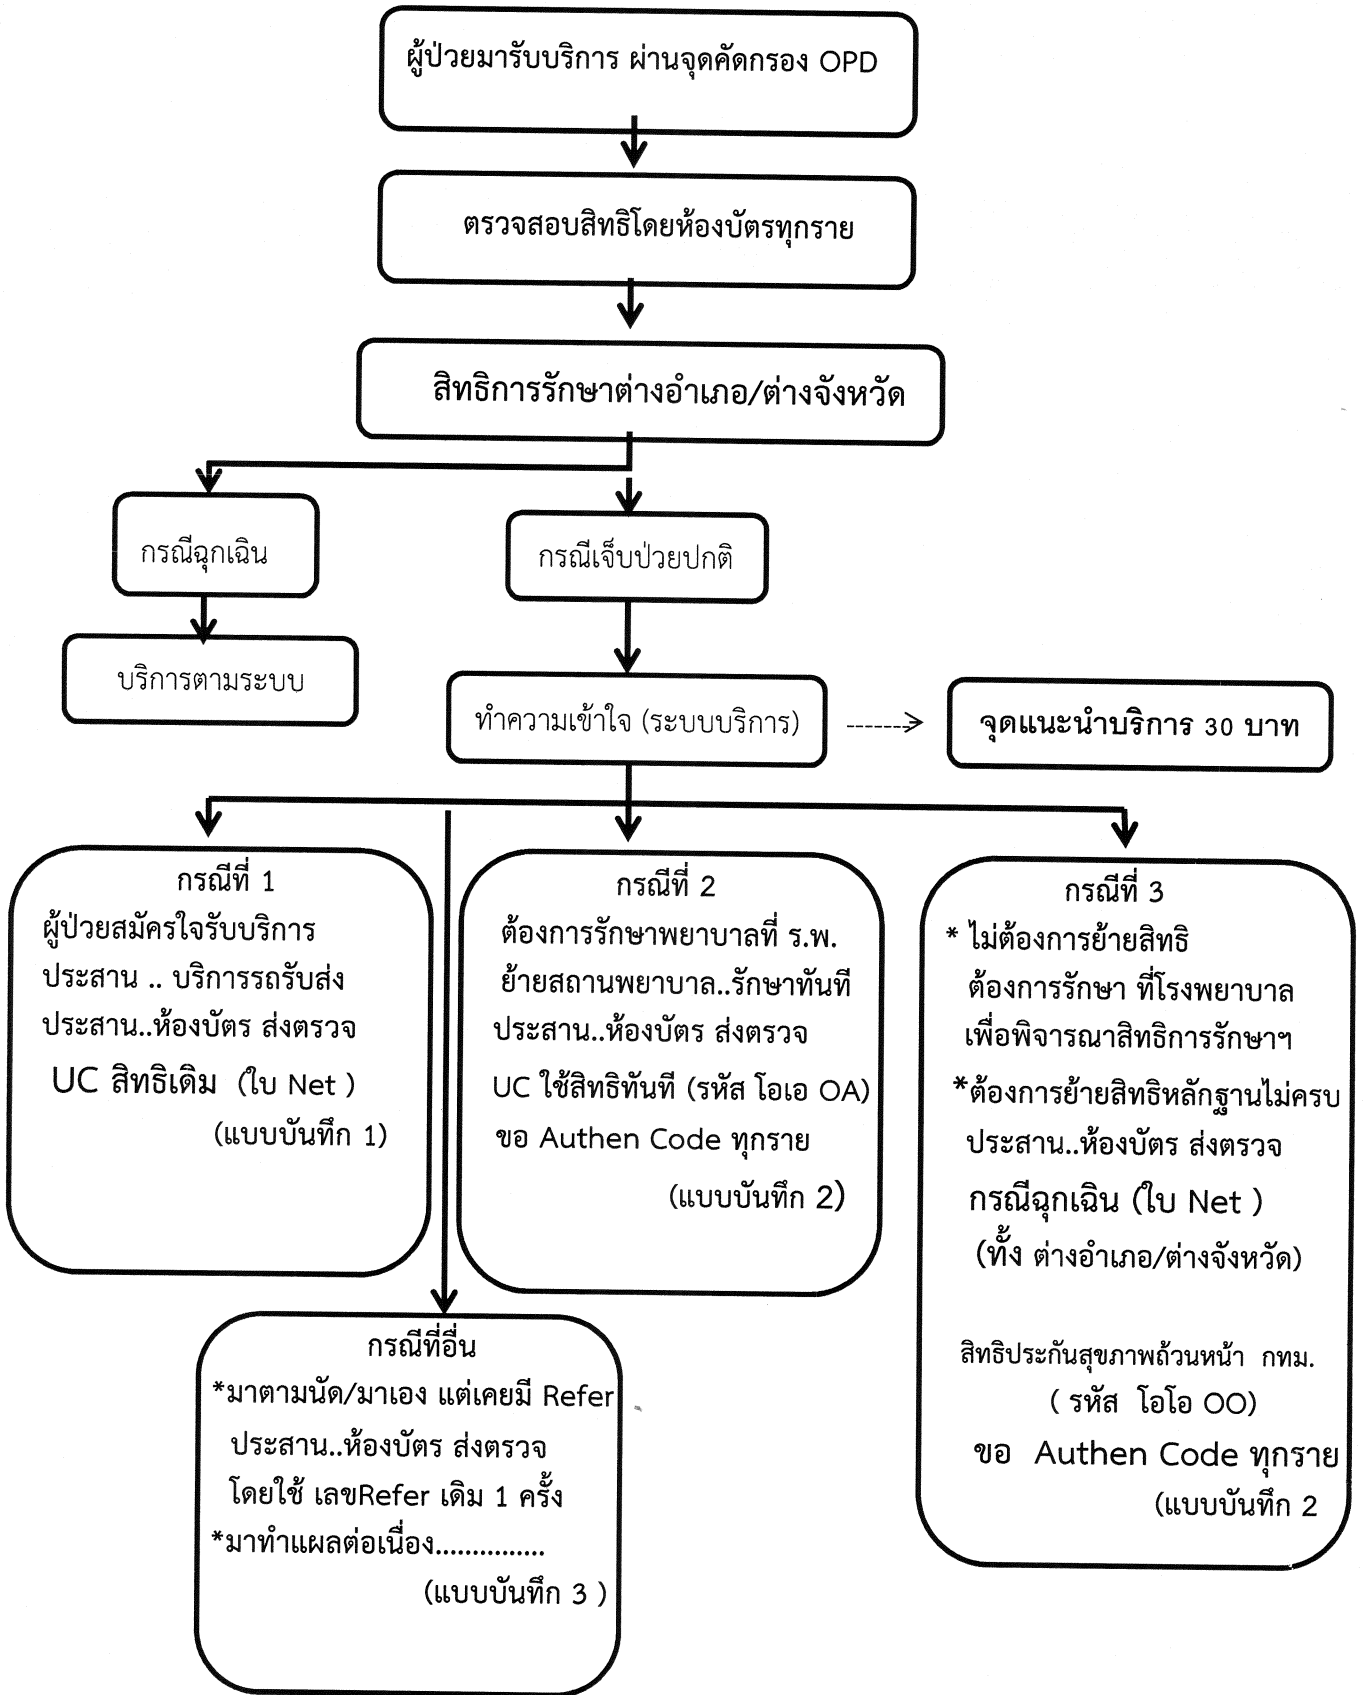 ผู้ป่วยมารับบริการ ผ่านจุดคัดกรอง OPD
ตรวจสอบสิทธิโดยห้องบัตรทุกราย
สิทธิการรักษาต่างอำเภอ/ต่างจังหวัด
กรณีฉุกเฉิน
กรณีเจ็บป่วยปกติ
บริการตามระบบ
ทำความเข้าใจ (ระบบบริการ)
จุดแนะนำบริการ 30 บาท
กรณีที่ 1
ผู้ป่วยสมัครใจรับบริการ
ประสาน .. บริการรถรับส่ง
ประสาน..ห้องบัตร ส่งตรวจ
UC สิทธิเดิม (ใบ Net )
(แบบบันทึก 1)
กรณีที่ 2
ต้องการรักษาพยาบาลที่ ร.พ.
ย้ายสถานพยาบาล..รักษาทันที
ประสาน..ห้องบัตร ส่งตรวจ
UC ใช้สิทธิทันที (รหัส โอเอ OA)
ขอ Authen Code ทุกราย
(แบบบันทึก 2)
กรณีที่ 3
* ไม่ต้องการย้ายสิทธิ
ต้องการรักษา ที่โรงพยาบาล
เพื่อพิจารณาสิทธิการรักษาฯ
*ต้องการย้ายสิทธิหลักฐานไม่ครบ
ประสาน..ห้องบัตร ส่งตรวจ
กรณีฉุกเฉิน (ใบ Net )
(ทั้ง ต่างอำเภอ/ต่างจังหวัด)
สิทธิประกันสุขภาพถ้วนหน้า กทม.
( รหัส โอโอ OO)
ขอ Authen Code ทุกราย
(แบบบันทึก 2
กรณีที่อื่น
*มาตามนัด/มาเอง แต่เคยมี Refer
ประสาน..ห้องบัตร ส่งตรวจ
โดยใช้ เลขRefer เดิม 1 ครั้ง
*มาทำแผลต่อเนื่อง...............
(แบบบันทึก 3 )